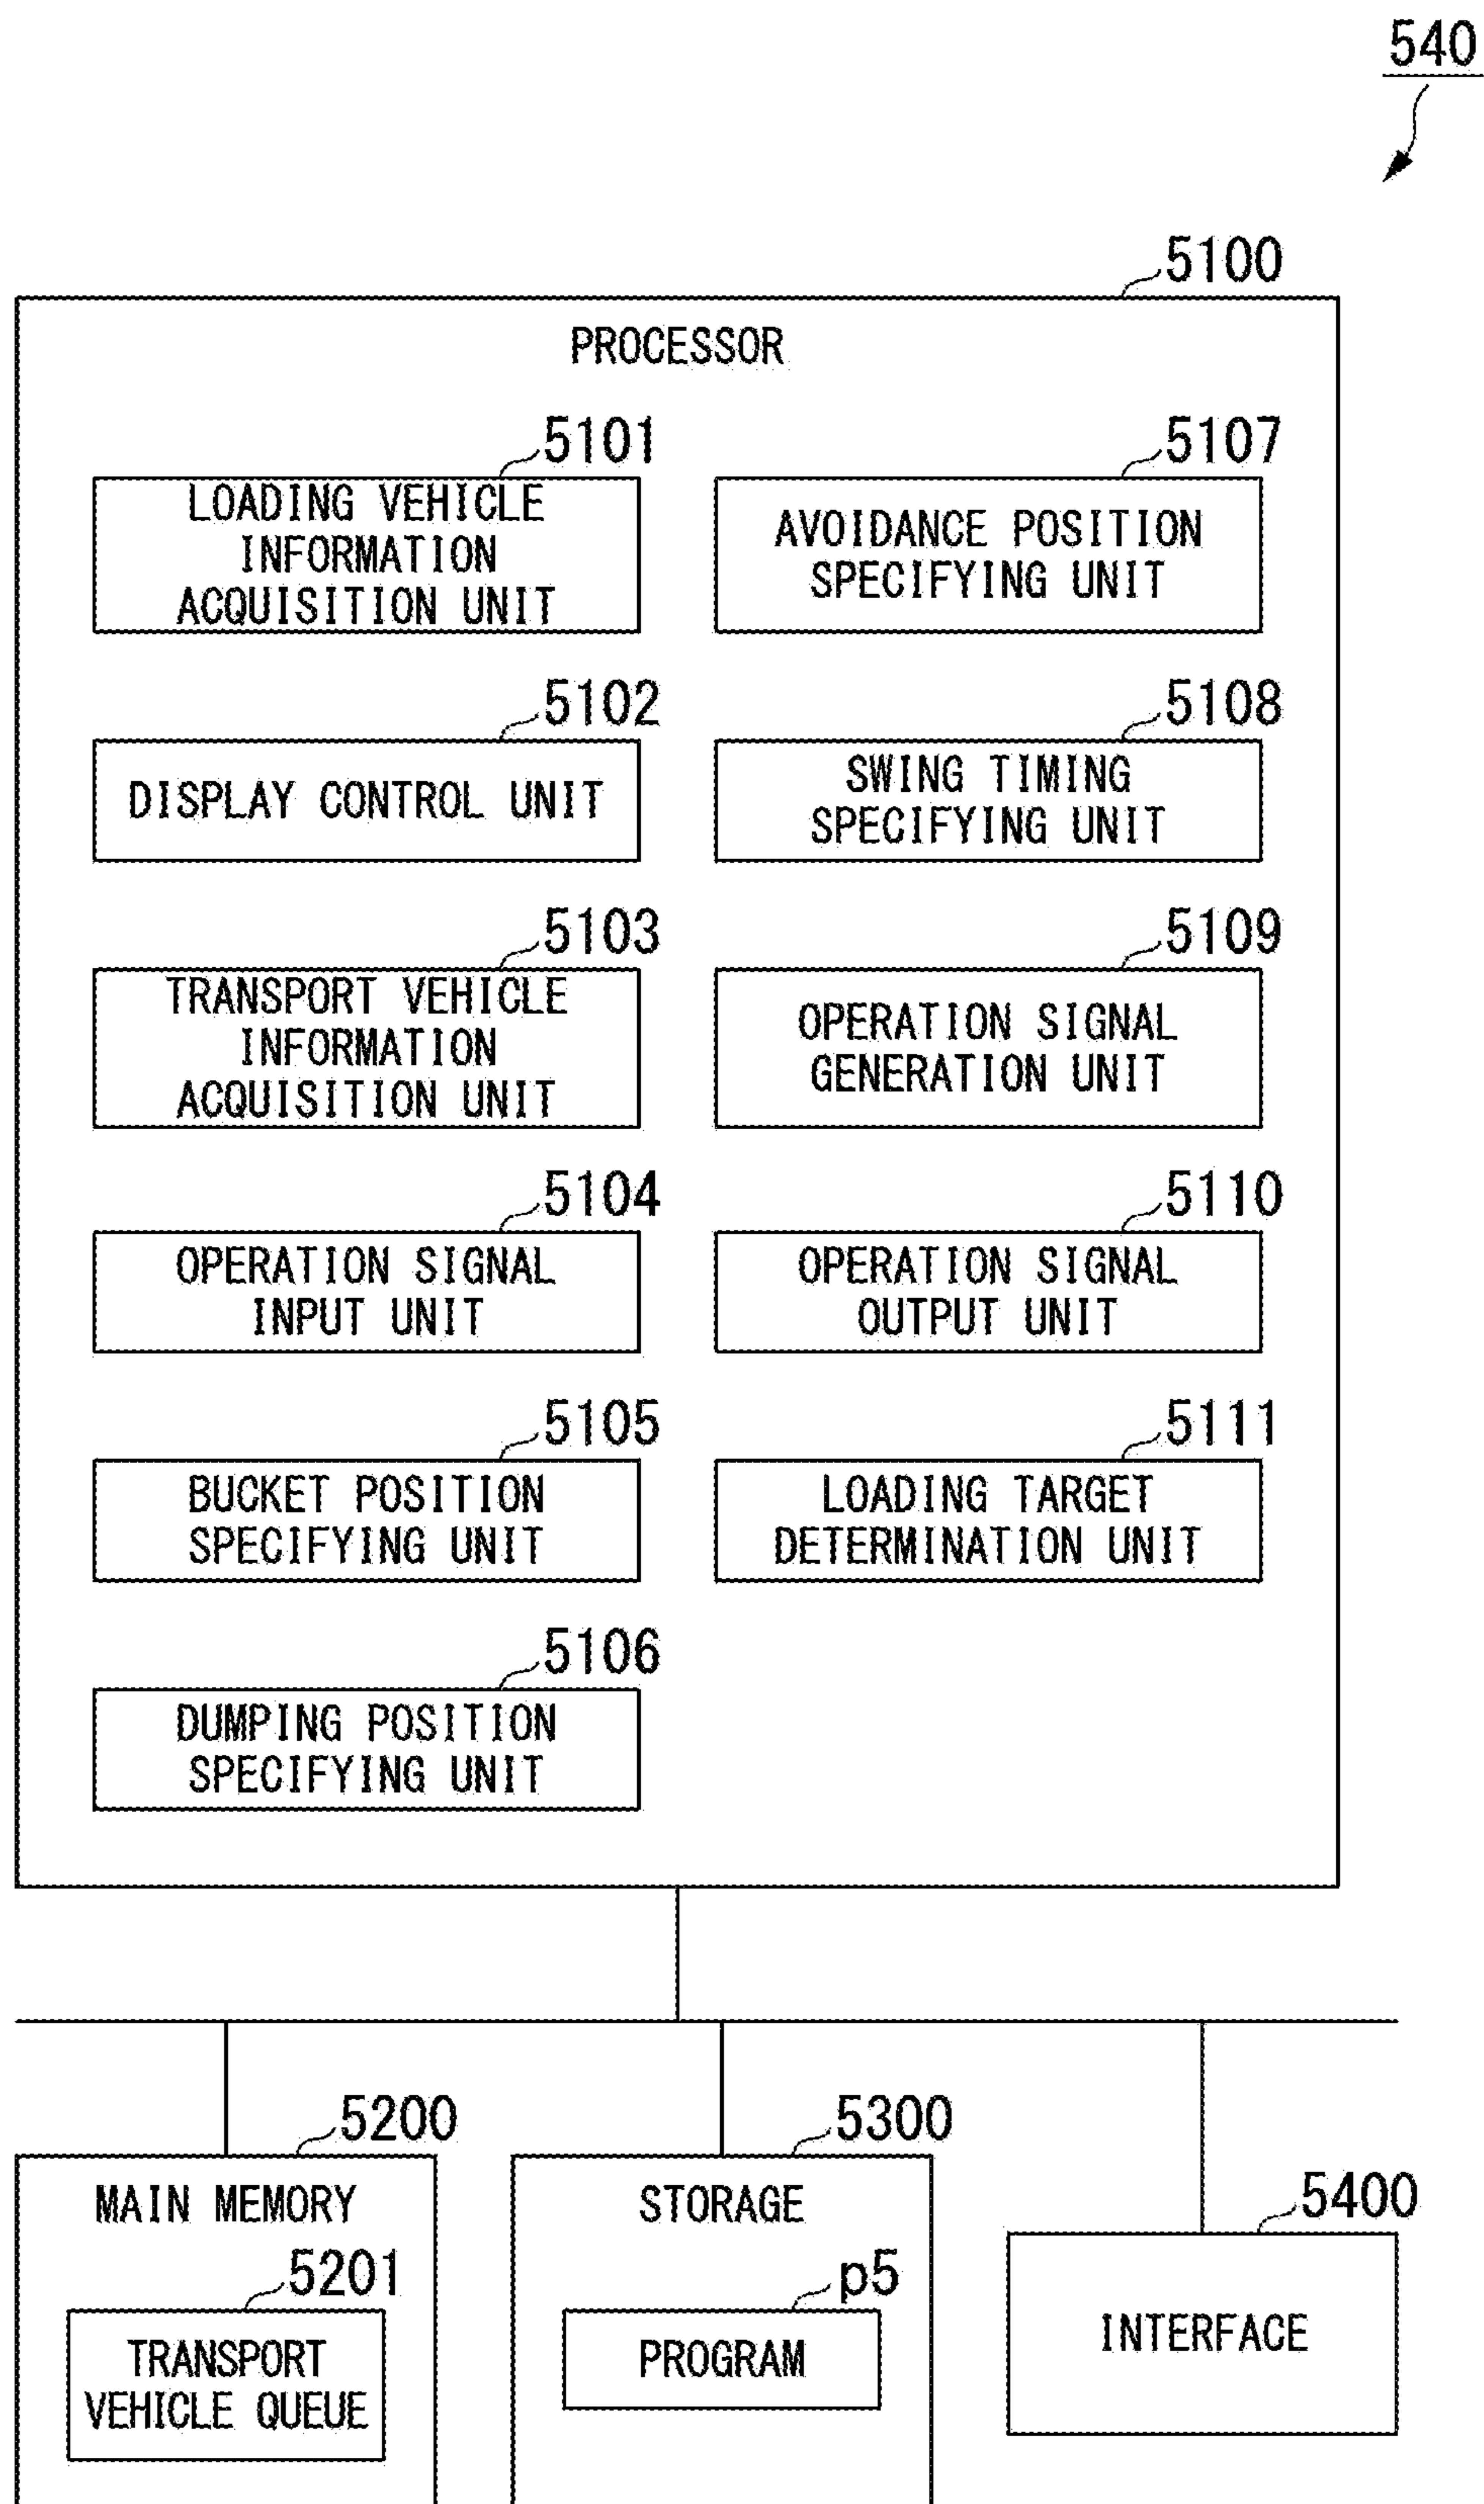 540
5100
PROCESSOR
5101
LOADING VEHICLE
INFORMATION
ACQUISITION UNIT
5107
AVOIDANCE POSITION
SPECIFYING UNIT
5102
DISPLAY CONTROL UNIT
5108
SWING TIMING
SPECIFYING UNIT
5103
TRANSPORT VEHICLE
INFORMATION
ACQUISITION UNIT
5109
OPERATION SIGNAL
GENERATION UNIT
5104
OPERATION SIGNAL
INPUT UNIT
5110
OPERATION SIGNAL
OUTPUT UNIT
5105
BUCKET POSITION
SPECIFYING UNIT
5111
LOADING TARGET
DETERMINATION UNIT
5106
DUMPING POSITION
SPECIFYING UNIT
5200
MAIN MEMORY
5201
TRANSPORT
VEHICLE QUEUE
5300
STORAGE
p5
PROGRAM
5400
INTERFACE